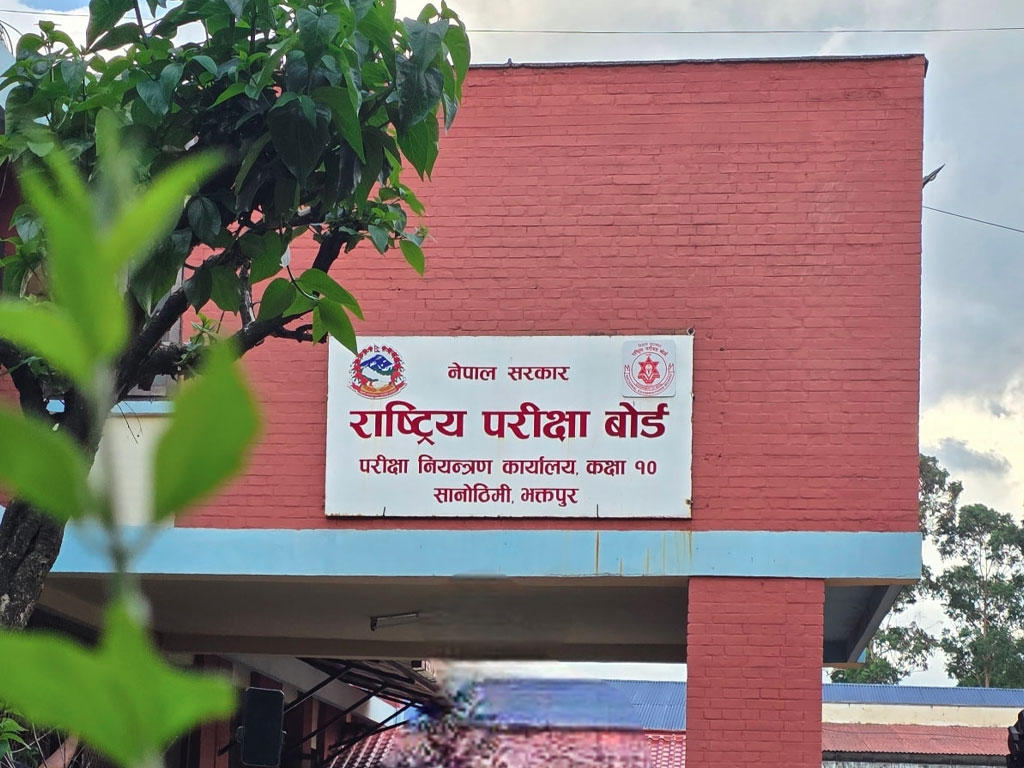 नेपाल सरकार
राष्ट्रिय परीक्षा बोर्ड
परीक्षा नियन्त्रण कार्यालय, कक्षा १०
सानोठिमी, भक्तपुर